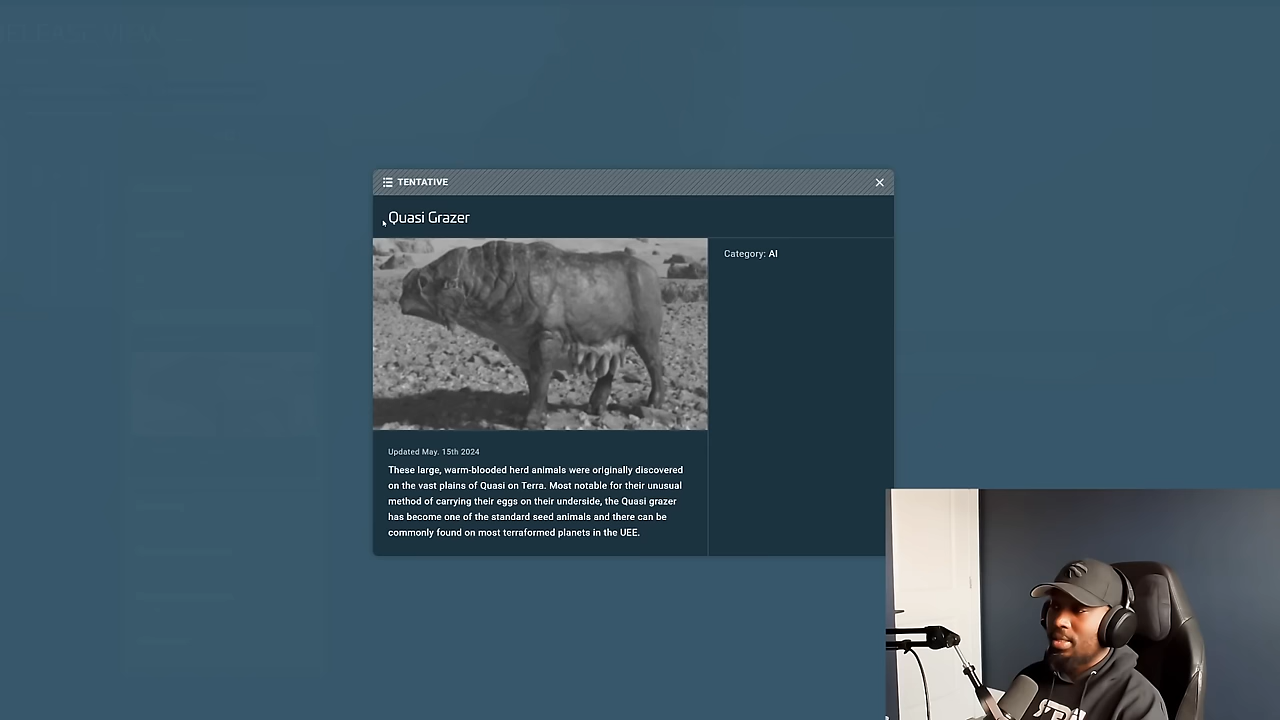 TENTATIVE
Quasi Grazer
Category: AI
Updated May. 15th 2024
These large, warm-blooded herd animals were originally discovered
on the vast plains of Quasi on Terra. Most notable for their unusual
method of carrying their eggs on their underside, the Quasi grazer
has become one of the standard seed animals and there can be
commonly found on most terraformed planets in the UEE.